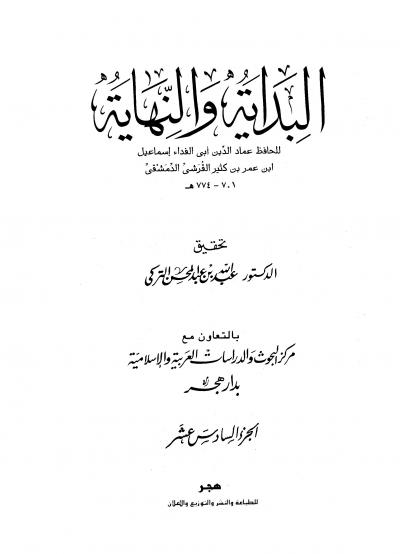 البداية والنهاية
للحافظ عماد الدين أبي الفداء إسماعيل
ابن عمر بن كثير القرشي الدمشقي
٧٠١ - ٧٧٤ هـ
تحقيق
الدكتور عبد الله بن عبد المحسن التركي
بالتعاون مع
مركز البحوث والدراسات العربية والإسلامية
بدار هجر
الجزء السادس عشر
هجر
للطباعة والنشر والتوزيع والإعلان